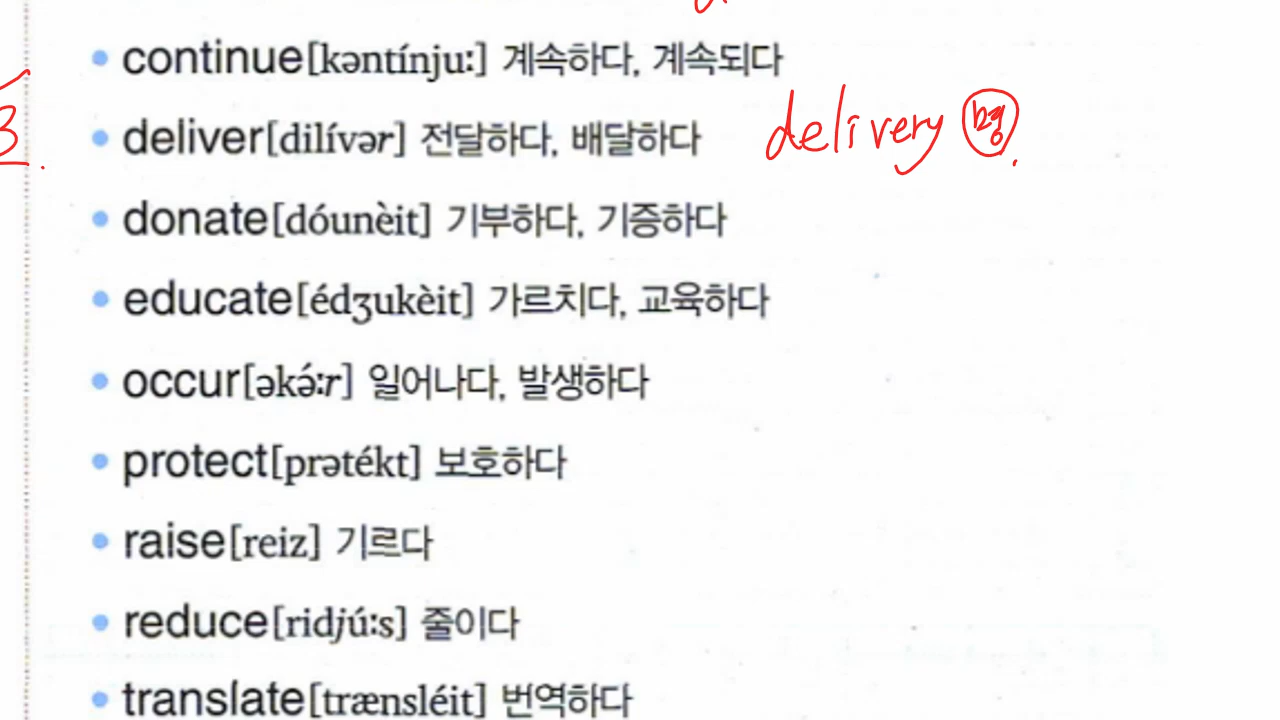 continue[kəntínjuː] 계속하다, 계속되다
3.
deliver[dilívər] 전달하다, 배달하다 delivery 명.
donate[dóunèit] 기부하다, 기증하다
educate[édʒukèit] 가르치다, 교육하다
occur[əkə́ːr] 일어나다, 발생하다
protect[prətékt] 보호하다
raise[reiz] 기르다
reduce[ridjúːs] 줄이다
translate[trænsléit] 번역하다